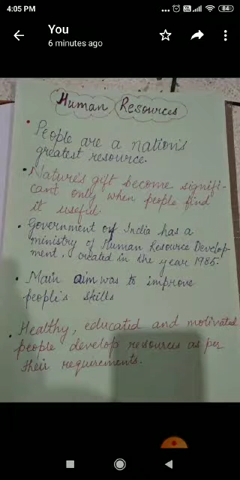 4:05 PM
83
You
6 minutes ago
Human Resources
People are a nation's
greatest resource.
Nature's gift become signifi-
cant only when people find
it useful.
Government of India has a
ministry of Human Resource Develop-
ment, created in the year 1985.
Main aim was to improve
people's skills
Healthy, educated and motivated
people develop resources as per
their requirements.